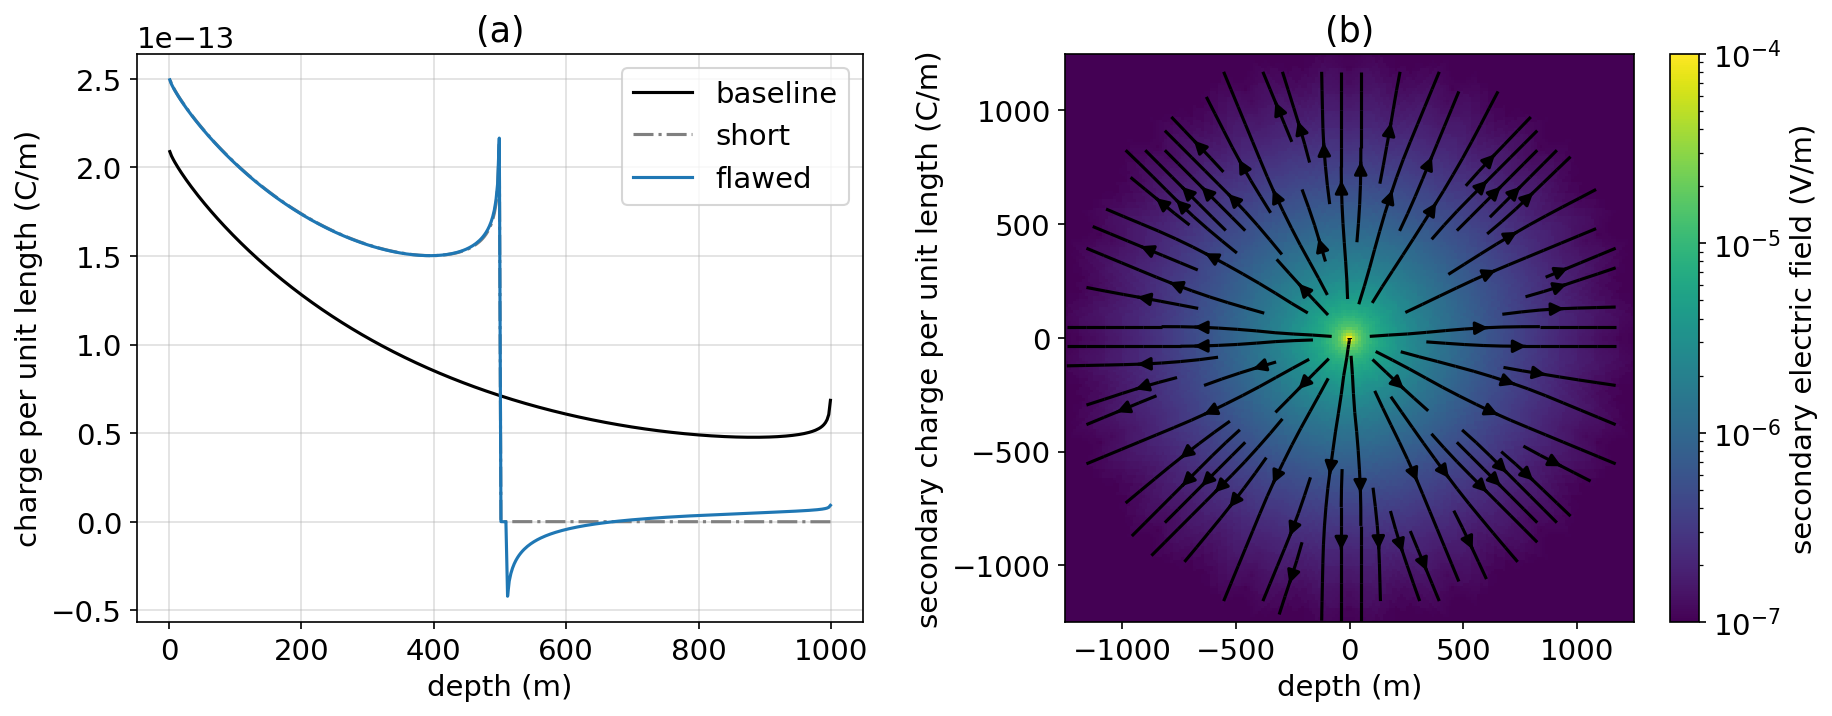 (a)
1e−13
charge per unit length (C/m)
2.5
2.0
1.5
1.0
0.5
0.0
−0.5
baseline
short
flawed
0 200 400 600 800 1000
depth (m)
(b)
secondary charge per unit length (C/m)
1000
500
0
−500
−1000
−1000 −500 0 500 1000
depth (m)
10⁻⁴
10⁻⁵
10⁻⁶
10⁻⁷
secondary electric field (V/m)